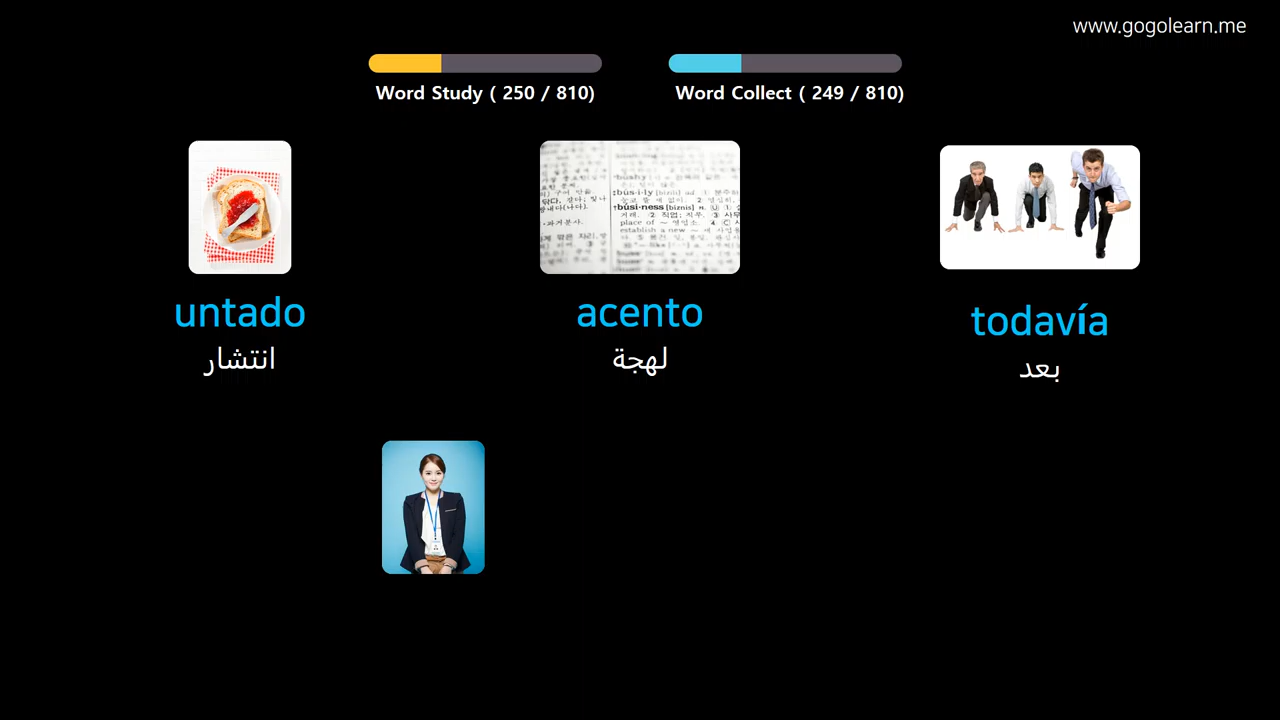 www.gogolearn.me
Word Study ( 250 / 810)
Word Collect ( 249 / 810)
untado
انتشار
acento
لهجة
todavía
بعد